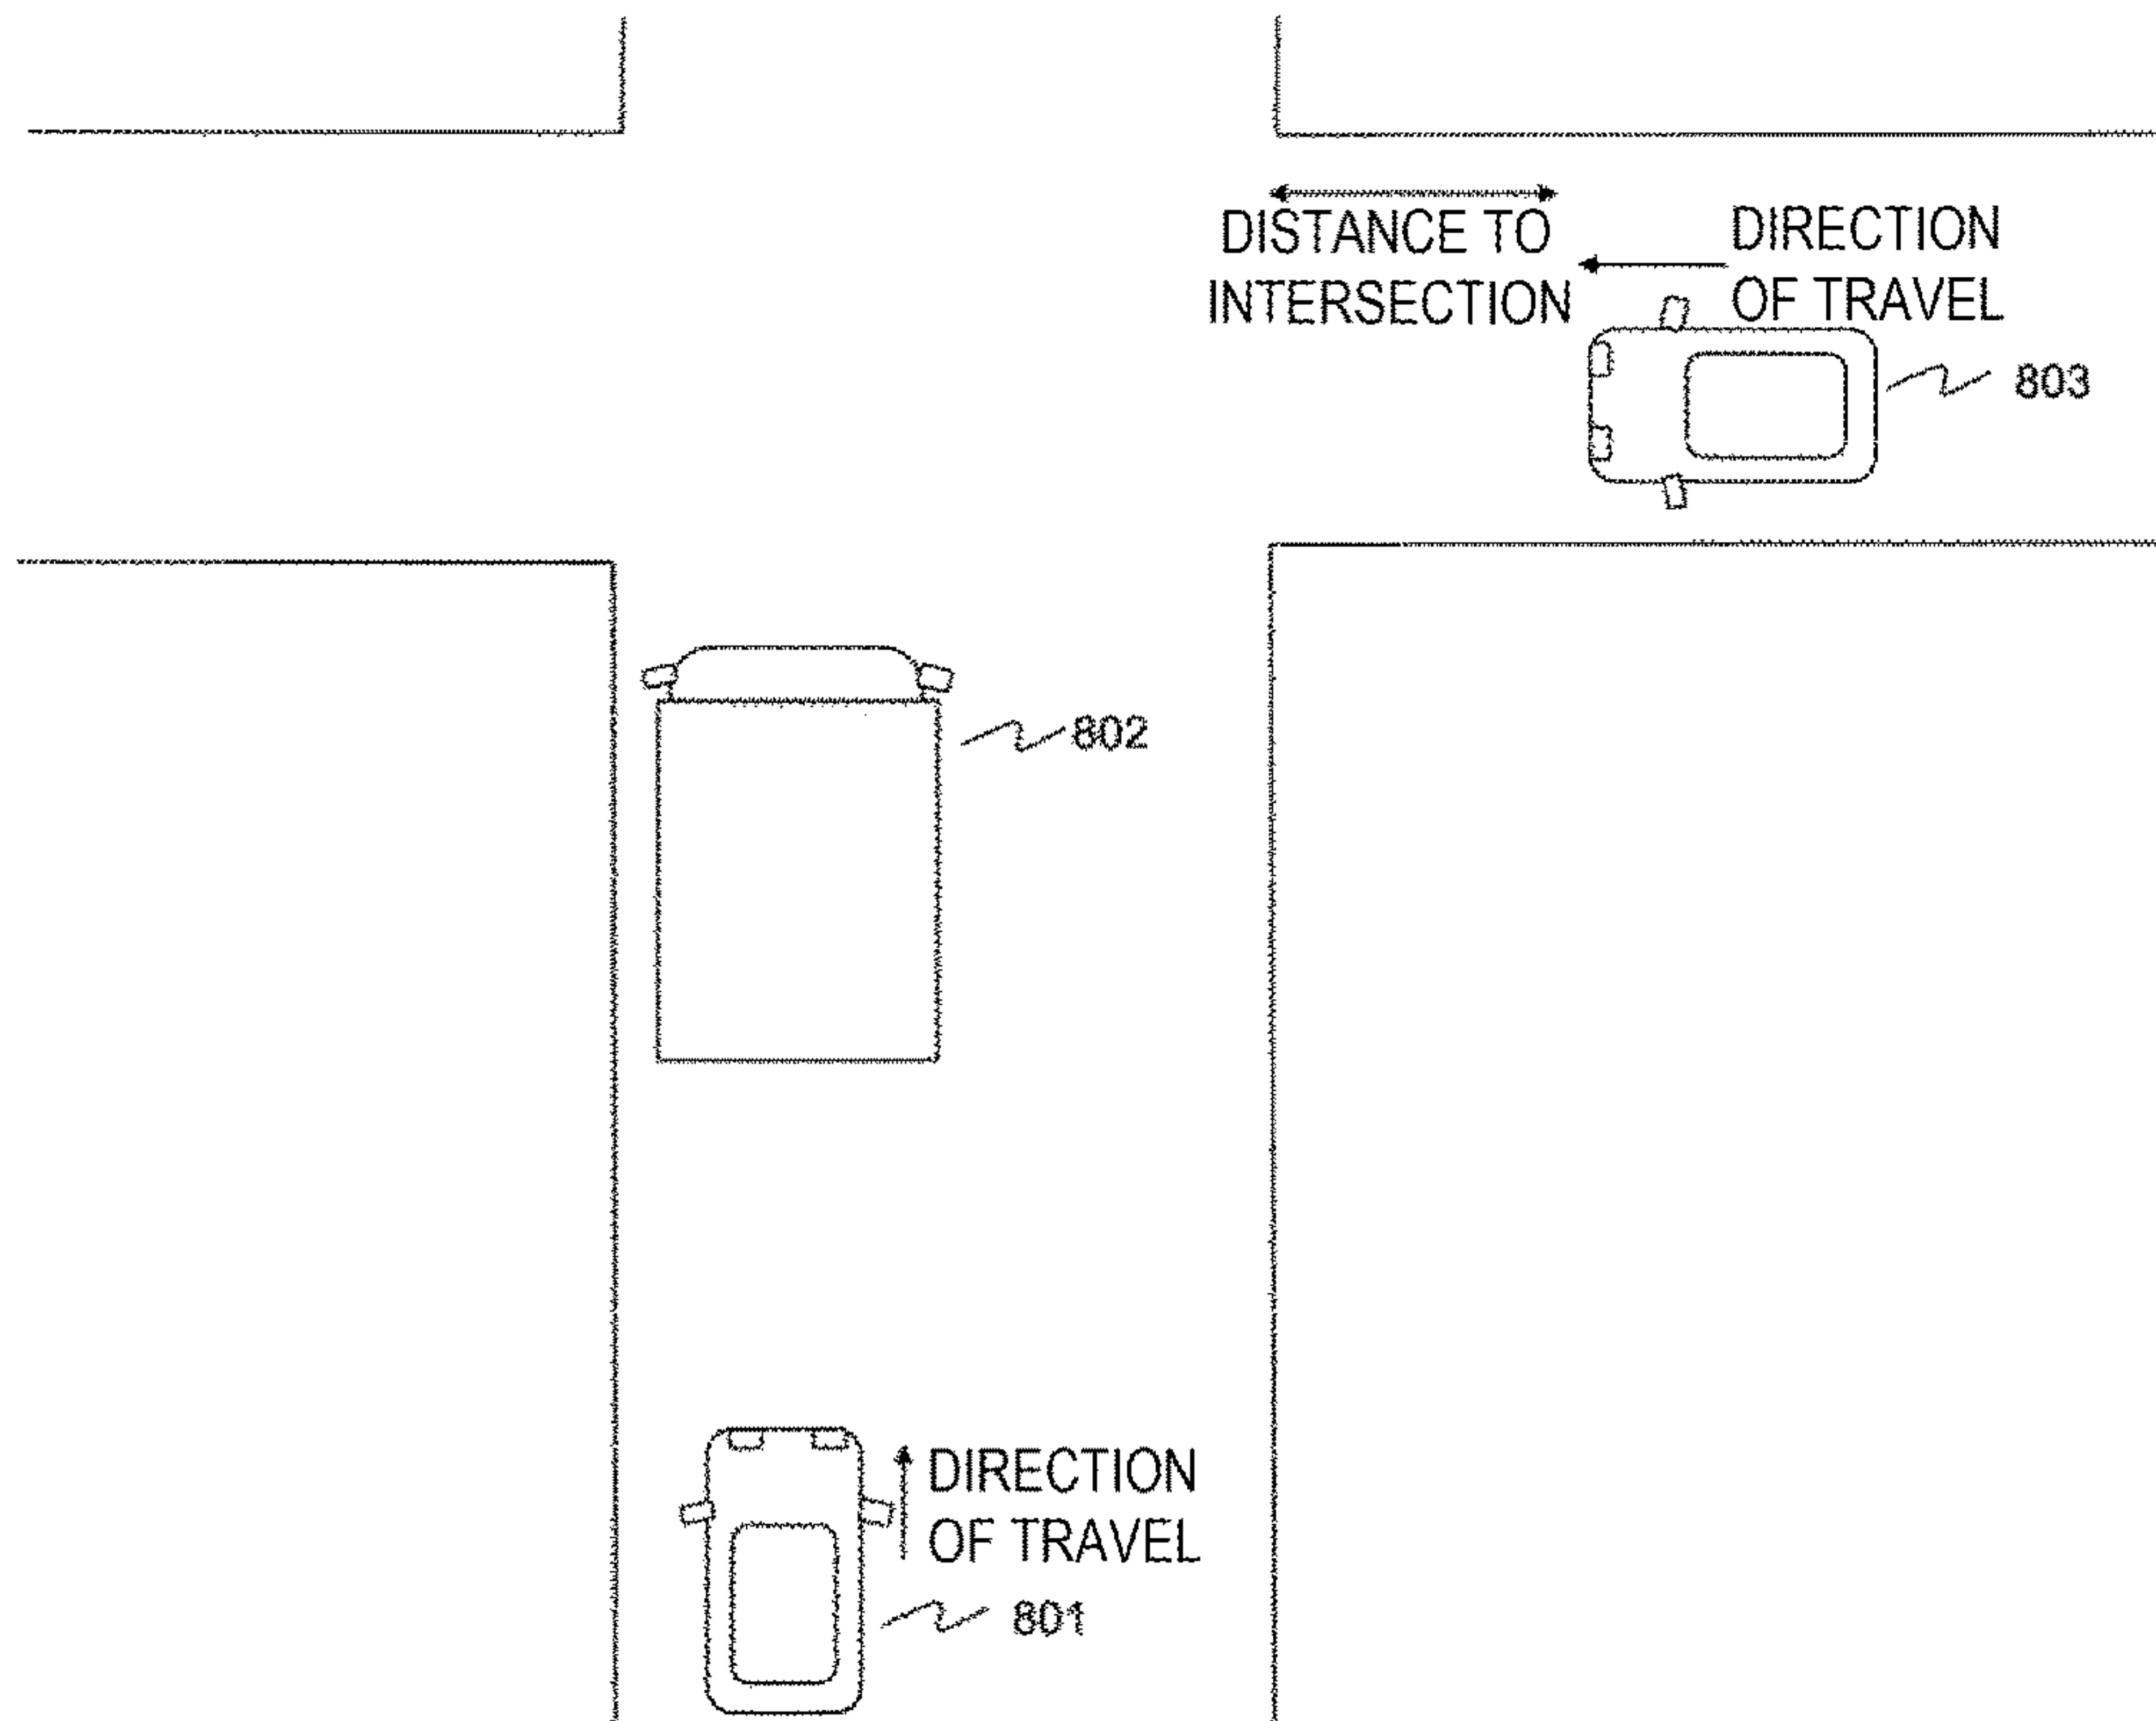 DISTANCE TO
INTERSECTION
DIRECTION
OF TRAVEL
803
802
DIRECTION
OF TRAVEL
801